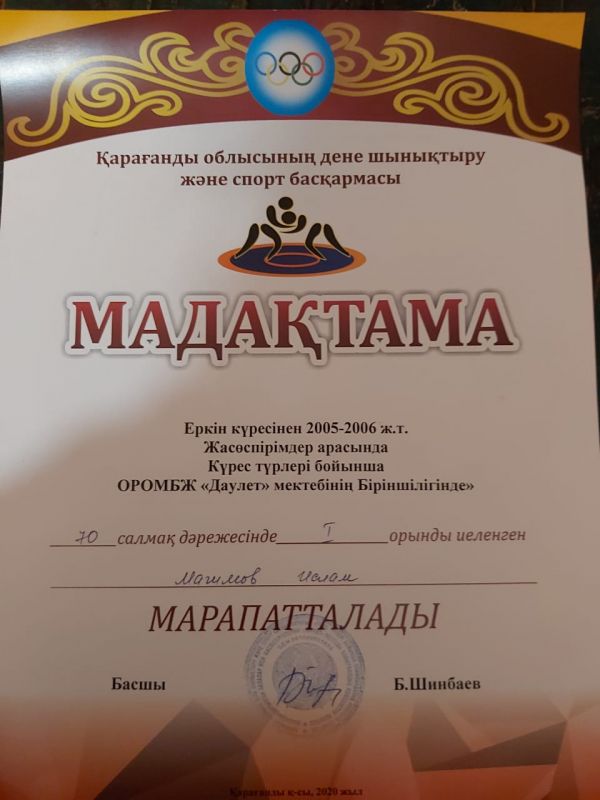 Қарағанды облысының дене шынықтыру
және спорт басқармасы
МАДАҚТАМА
Еркін күресінен 2005-2006 ж.т.
Жасөспірімдер арасында
Күрес түрлері бойынша
ОРОМБЖ «Даулет» мектебінің Біріншілігінде»
70 салмақ дәрежесінде I орынды иеленген
Ислам
МАРАПАТТАЛАДЫ
Басшы Б.Шинбаев
Қарағанды қ-сы, 2020 жыл